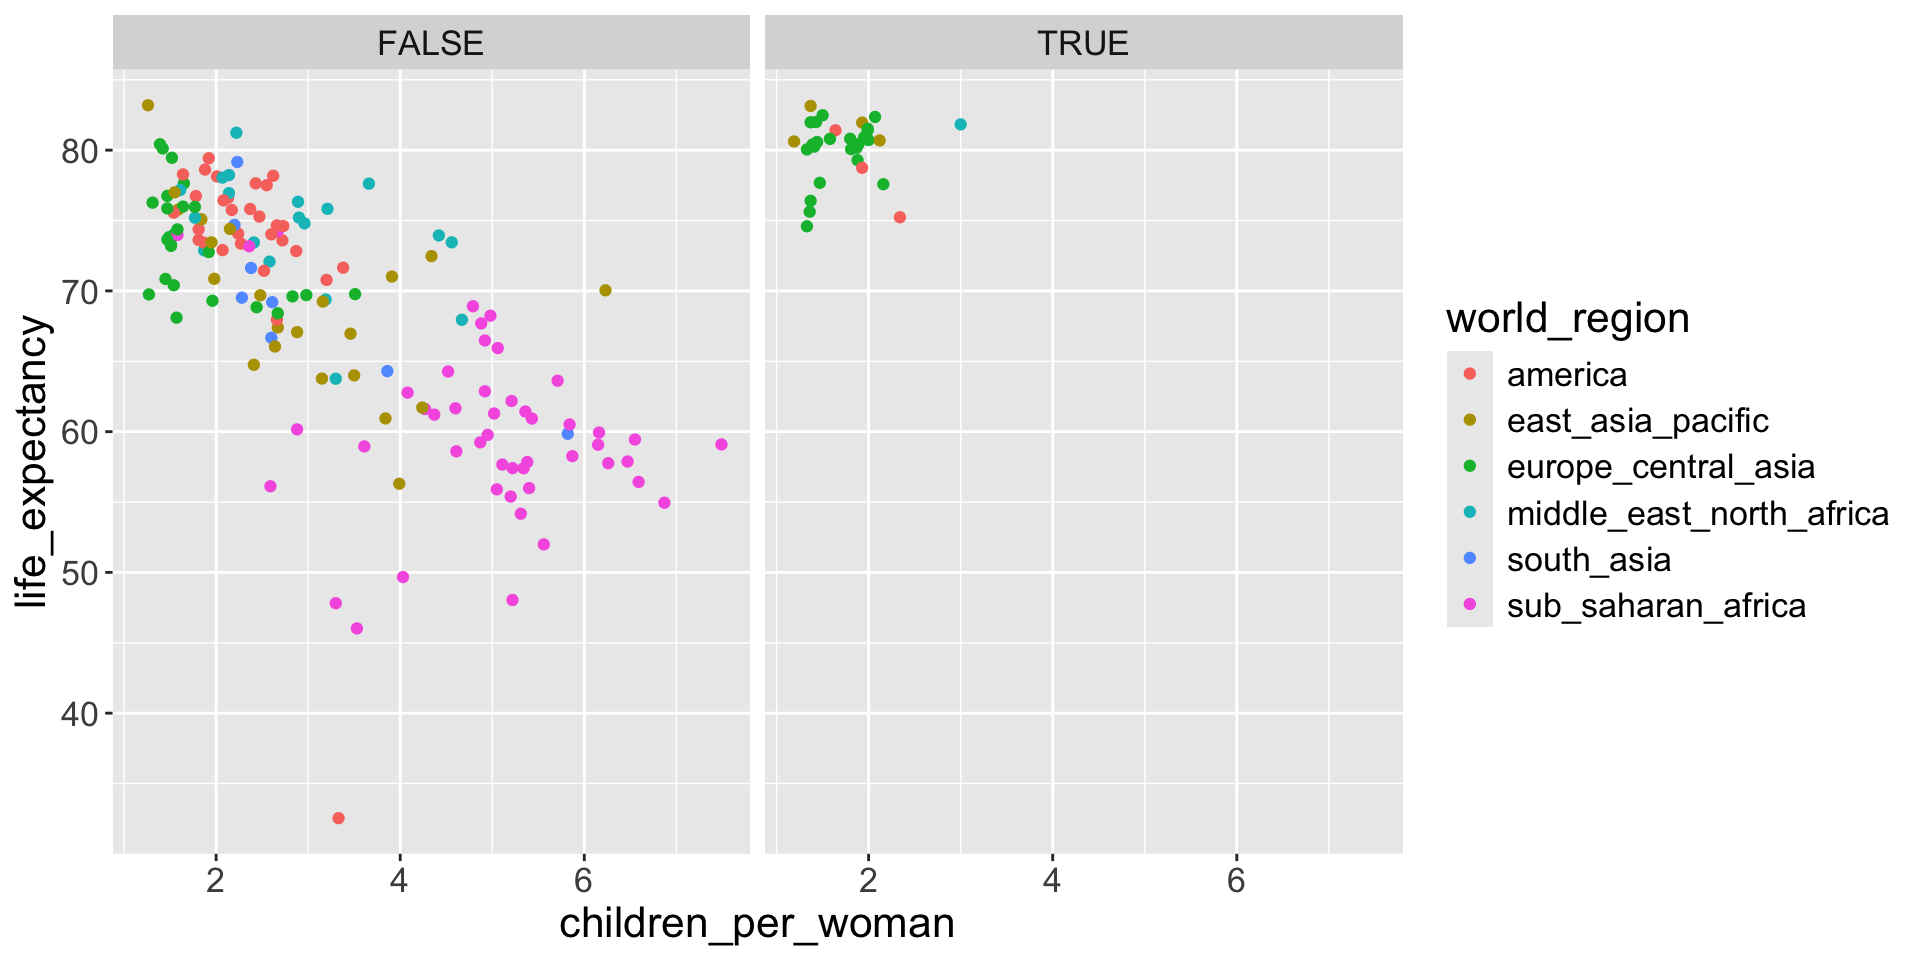 FALSE
TRUE
life_expectancy
80
70
60
50
40
2
4
6
2
4
6
children_per_woman
world_region
america
east_asia_pacific
europe_central_asia
middle_east_north_africa
south_asia
sub_saharan_africa